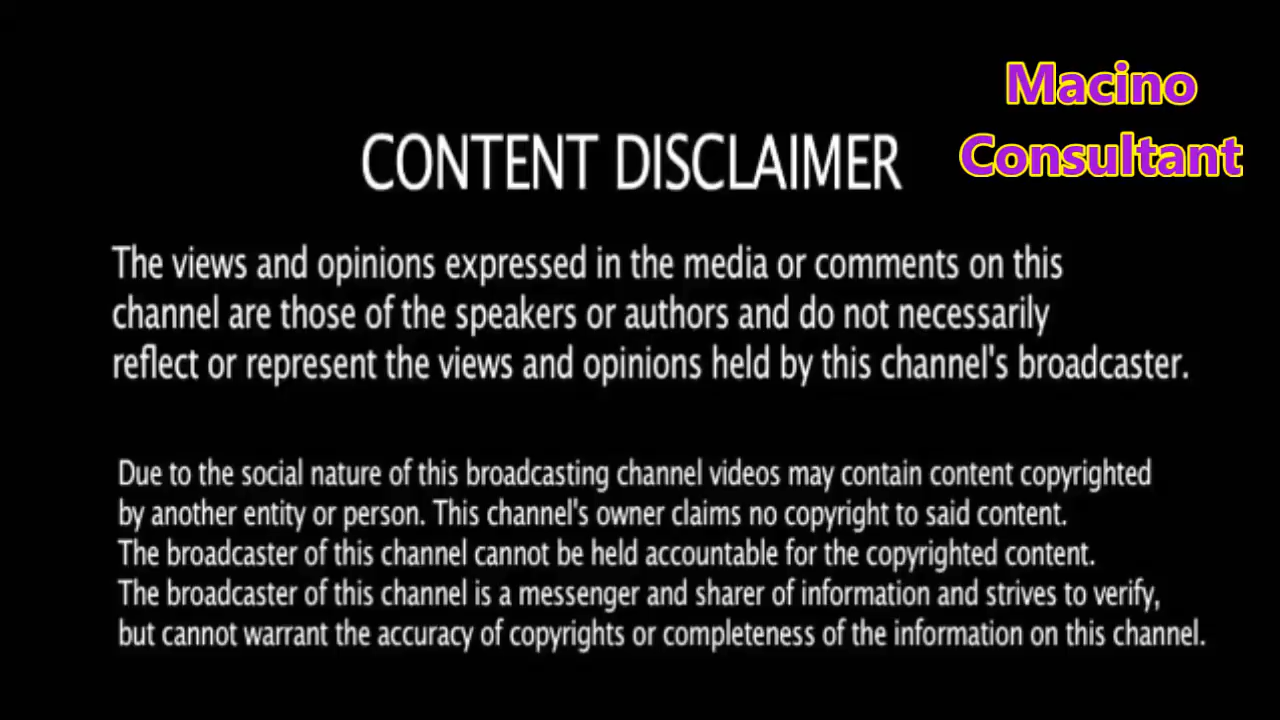 Macino
Consultant
CONTENT DISCLAIMER
The views and opinions expressed in the media or comments on this
channel are those of the speakers or authors and do not necessarily
reflect or represent the views and opinions held by this channel's broadcaster.
Due to the social nature of this broadcasting channel videos may contain content copyrighted
by another entity or person. This channel's owner claims no copyright to said content.
The broadcaster of this channel cannot be held accountable for the copyrighted content.
The broadcaster of this channel is a messenger and sharer of information and strives to verify,
but cannot warrant the accuracy of copyrights or completeness of the information on this channel.